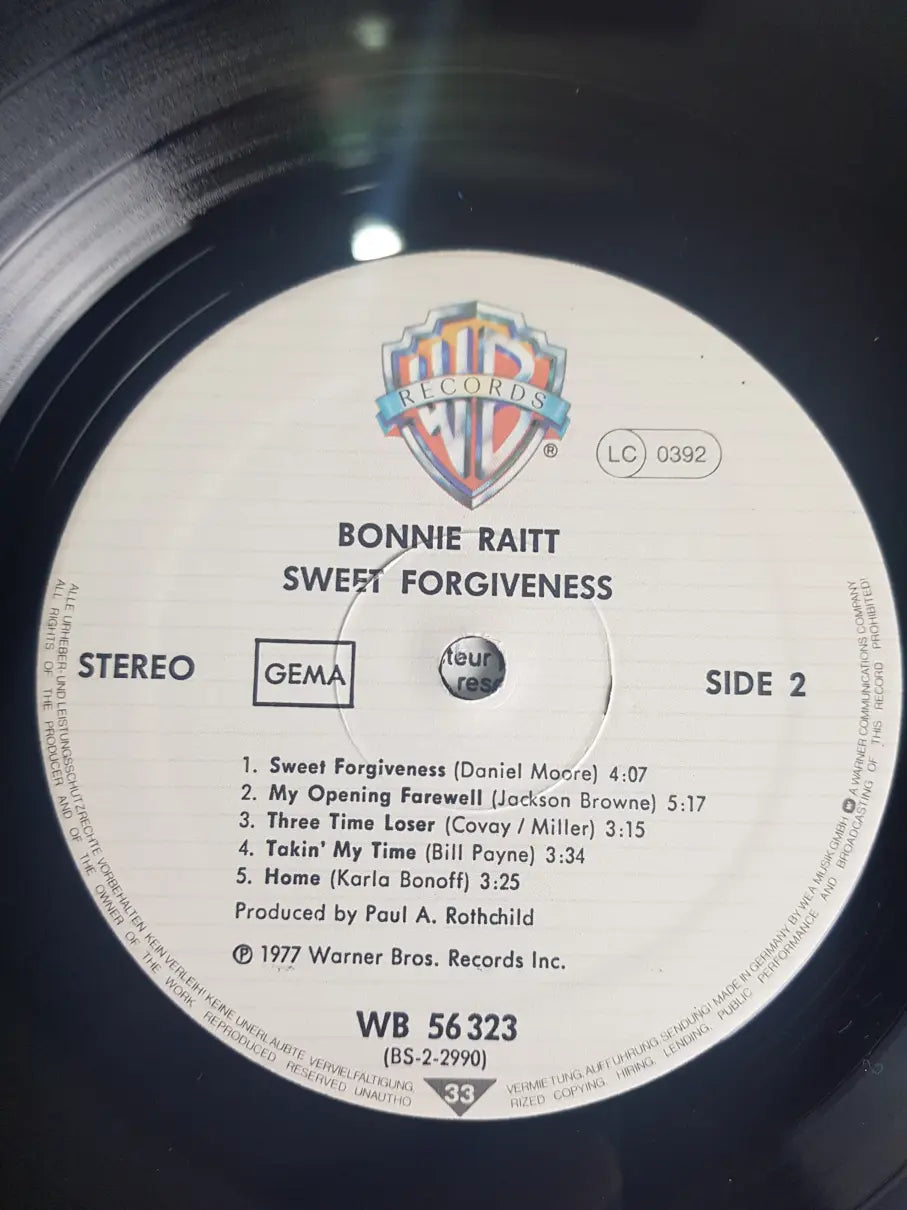 WB
RECORDS
®
LC 0392
BONNIE RAITT
SWEET FORGIVENESS
STEREO
GEMA
teur
res
SIDE 2
1. Sweet Forgiveness (Daniel Moore) 4:07
2. My Opening Farewell (Jackson Browne) 5:17
3. Three Time Loser (Covay / Miller) 3:15
4. Takin' My Time (Bill Payne) 3:34
5. Home (Karla Bonoff) 3:25
Produced by Paul A. Rothchild
℗ 1977 Warner Bros. Records Inc.
WB 56 323
(BS-2-2990)
33
ALLE URHEBER- UND LEISTUNGSSCHUTZRECHTE VORBEHALTEN KEIN VERLEIH! KEINE UNERLAUBTE VERVIELFÄLTIGUNG, VERMIETUNG, AUFFÜHRUNG, SENDUNG! MADE IN GERMANY BY WEA MUSIK GMBH A WARNER COMMUNICATIONS COMPANY
ALL RIGHTS OF THE PRODUCER AND OF THE OWNER OF THE WORK REPRODUCED RESERVED UNAUTHORIZED COPYING, HIRING, LENDING, PUBLIC PERFORMANCE AND BROADCASTING OF THIS RECORD PROHIBITED!